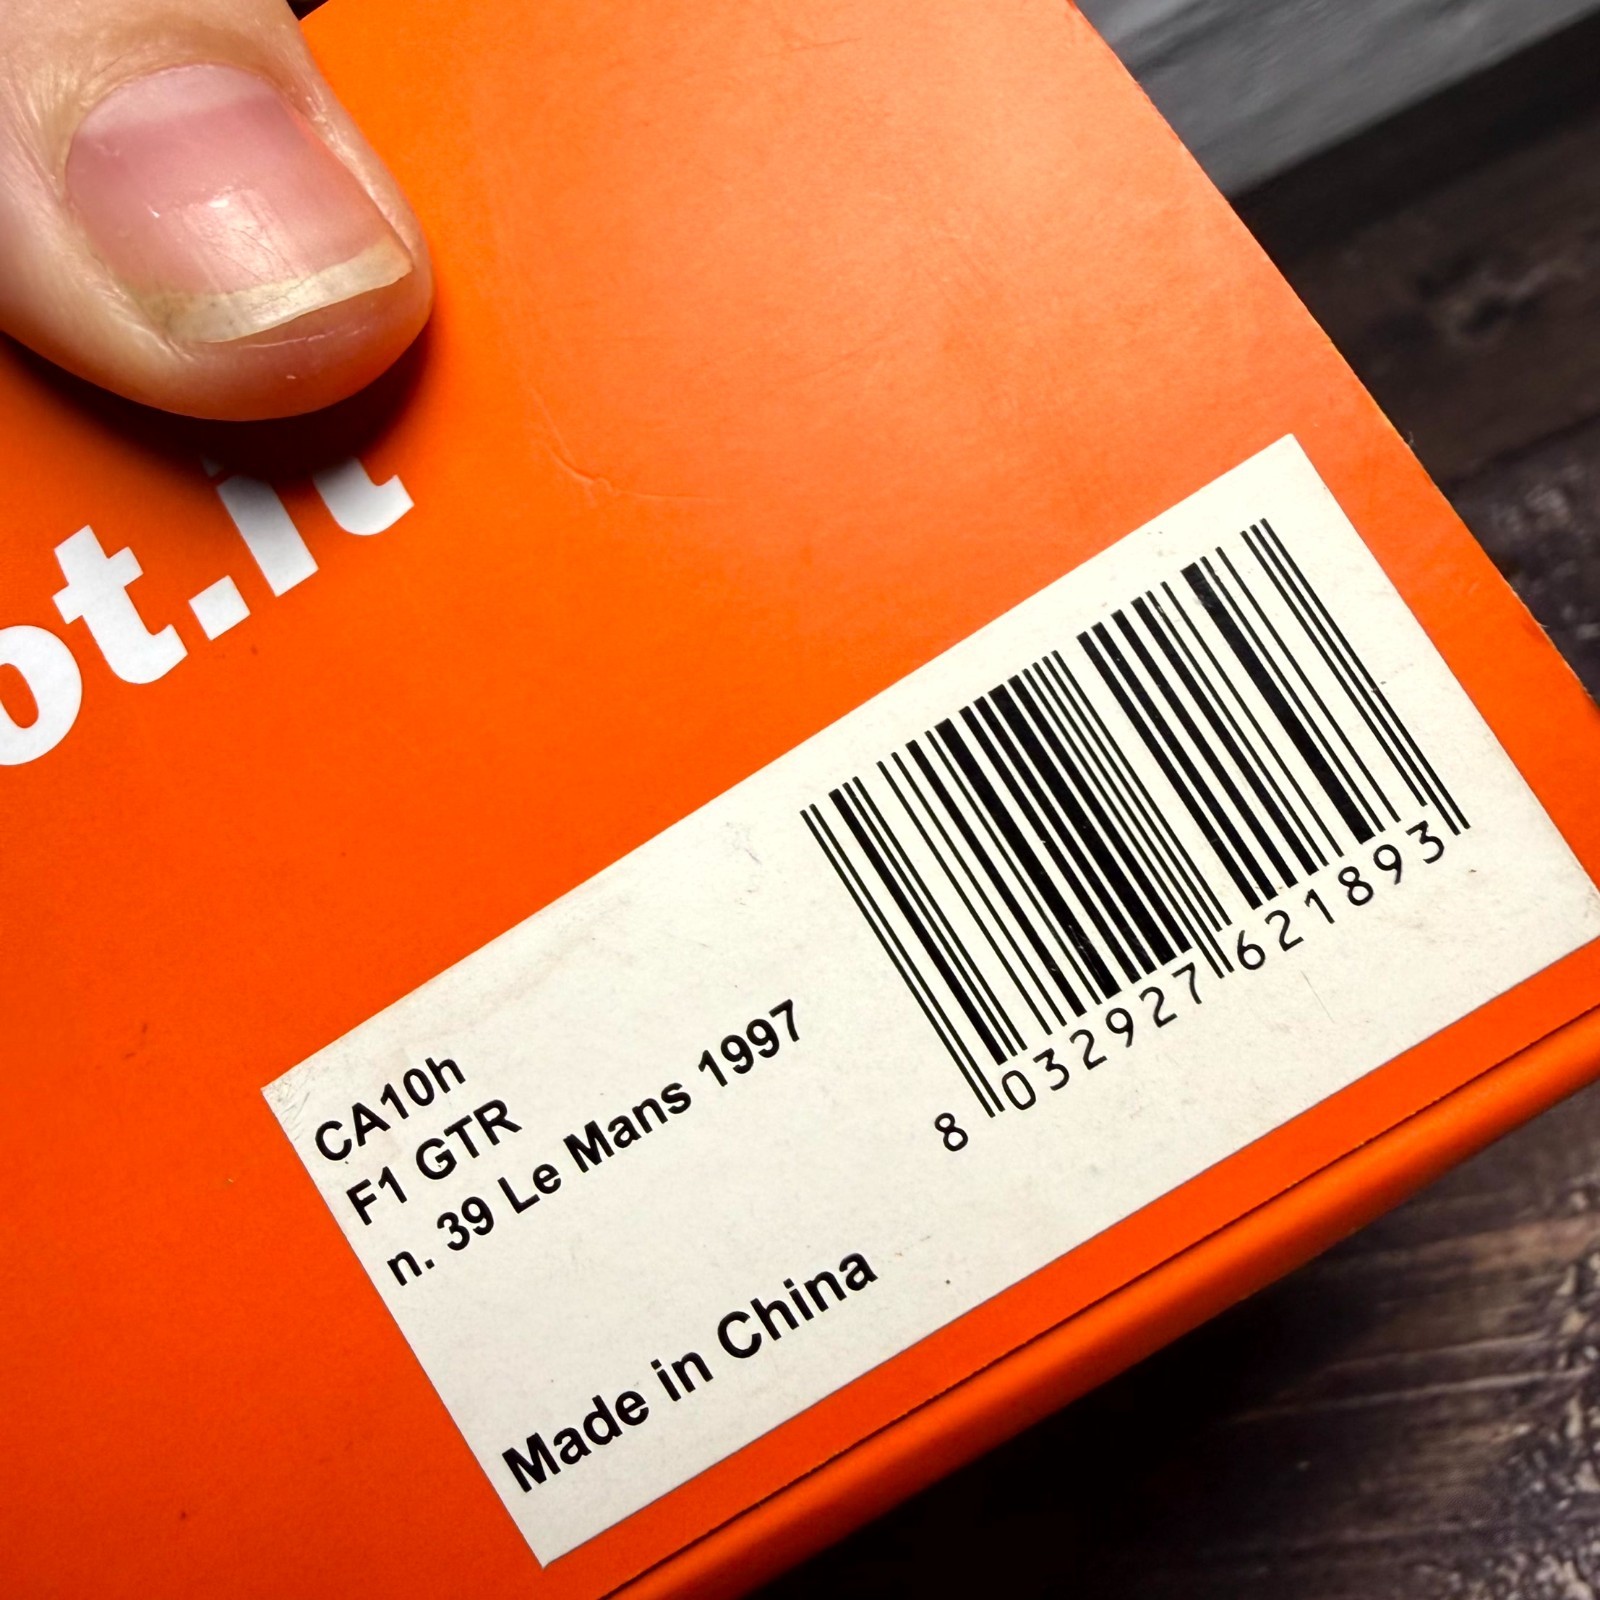 ot.it
CA10h
F1 GTR
n. 39 Le Mans 1997
Made in China
8 032927 621893